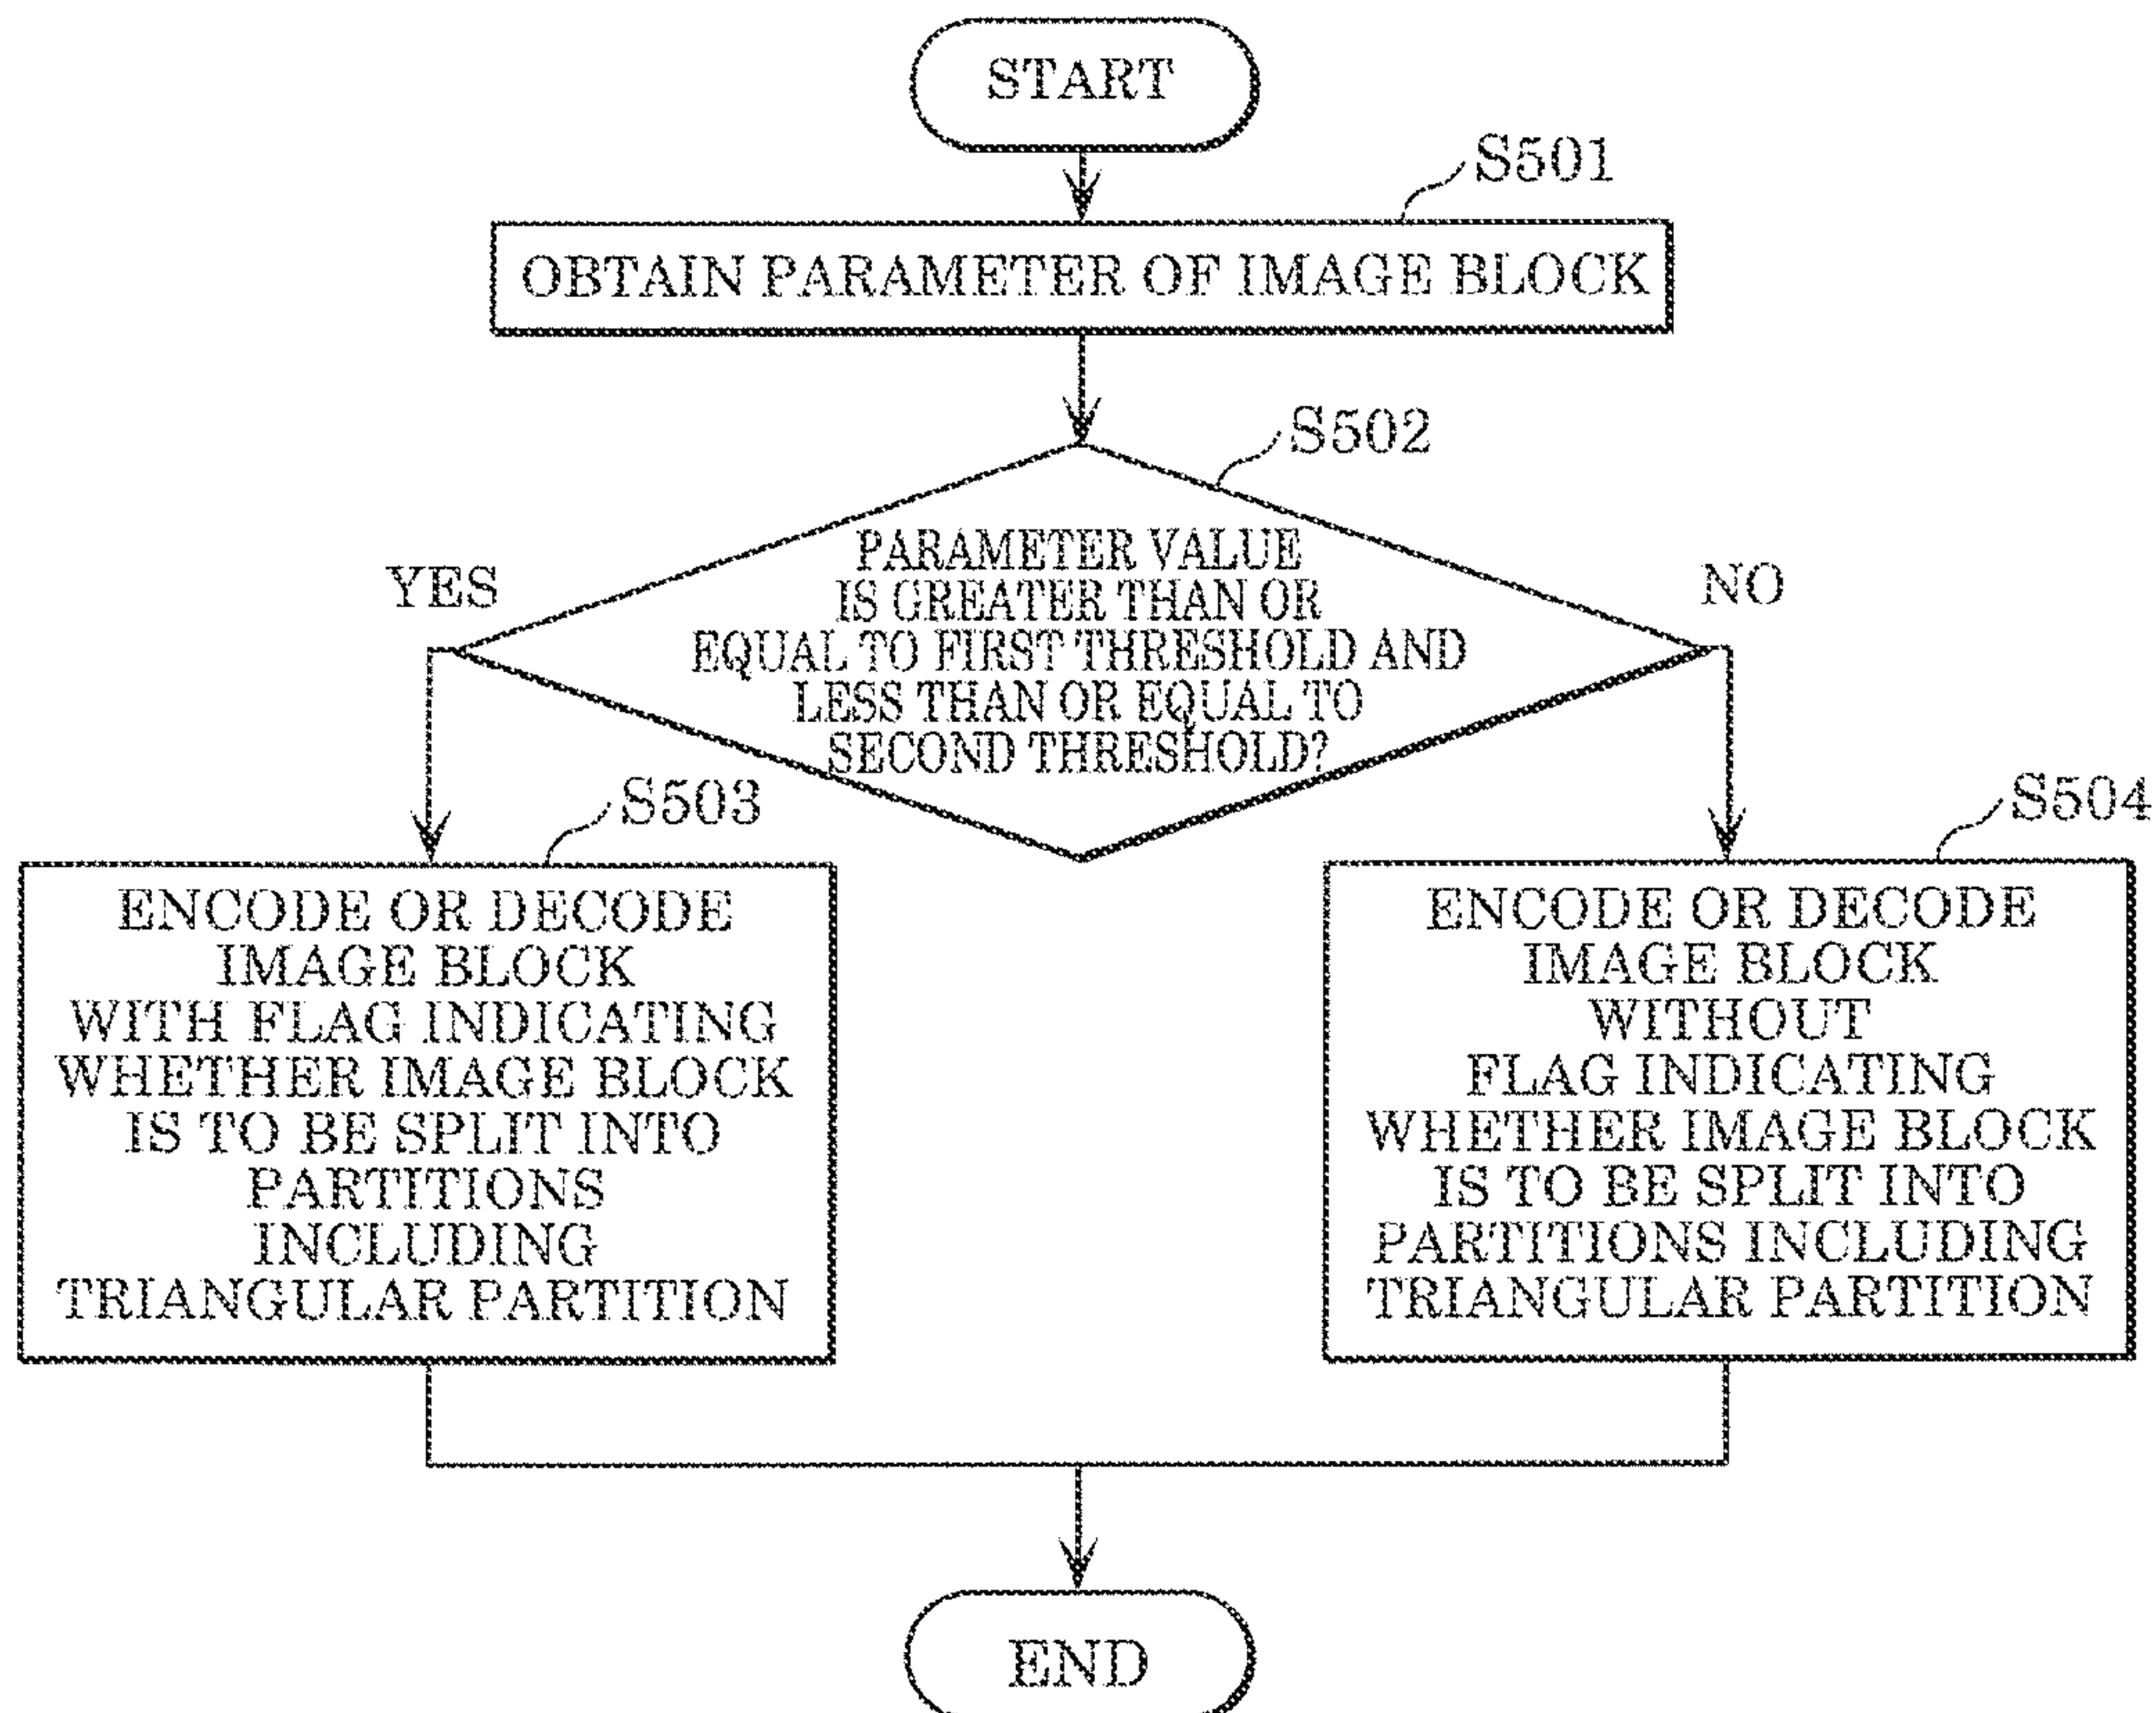 START
S501
OBTAIN PARAMETER OF IMAGE BLOCK
S502
PARAMETER VALUE
IS GREATER THAN OR
EQUAL TO FIRST THRESHOLD AND
LESS THAN OR EQUAL TO
SECOND THRESHOLD?
YES
NO
S503
ENCODE OR DECODE
IMAGE BLOCK
WITH FLAG INDICATING
WHETHER IMAGE BLOCK
IS TO BE SPLIT INTO
PARTITIONS
INCLUDING
TRIANGULAR PARTITION
S504
ENCODE OR DECODE
IMAGE BLOCK
WITHOUT
FLAG INDICATING
WHETHER IMAGE BLOCK
IS TO BE SPLIT INTO
PARTITIONS INCLUDING
TRIANGULAR PARTITION
END